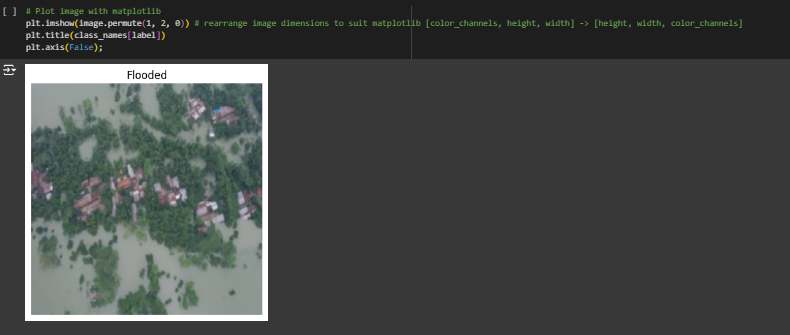 [ ] # Plot image with matplotlib
plt.imshow(image.permute(1, 2, 0)) # rearrange image dimensions to suit matplotlib [color_channels, height, width] -> [height, width, color_channels]
plt.title(class_names[label])
plt.axis(False);
Flooded